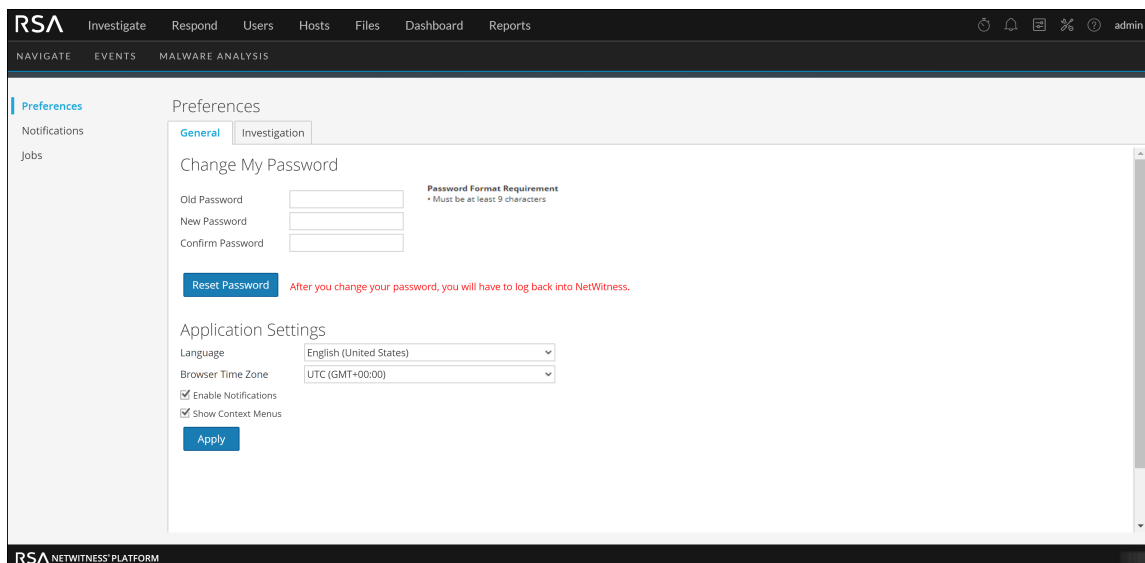 RSA Investigate Respond Users Hosts Files Dashboard Reports admin
NAVIGATE EVENTS MALWARE ANALYSIS
Preferences
Notifications
Jobs
Preferences
General Investigation
Change My Password
Old Password
New Password
Confirm Password
Password Format Requirement
• Must be at least 9 characters
Reset Password After you change your password, you will have to log back into NetWitness.
Application Settings
Language English (United States)
Browser Time Zone UTC (GMT+00:00)
Enable Notifications
Show Context Menus
Apply
RSA NETWITNESS® PLATFORM